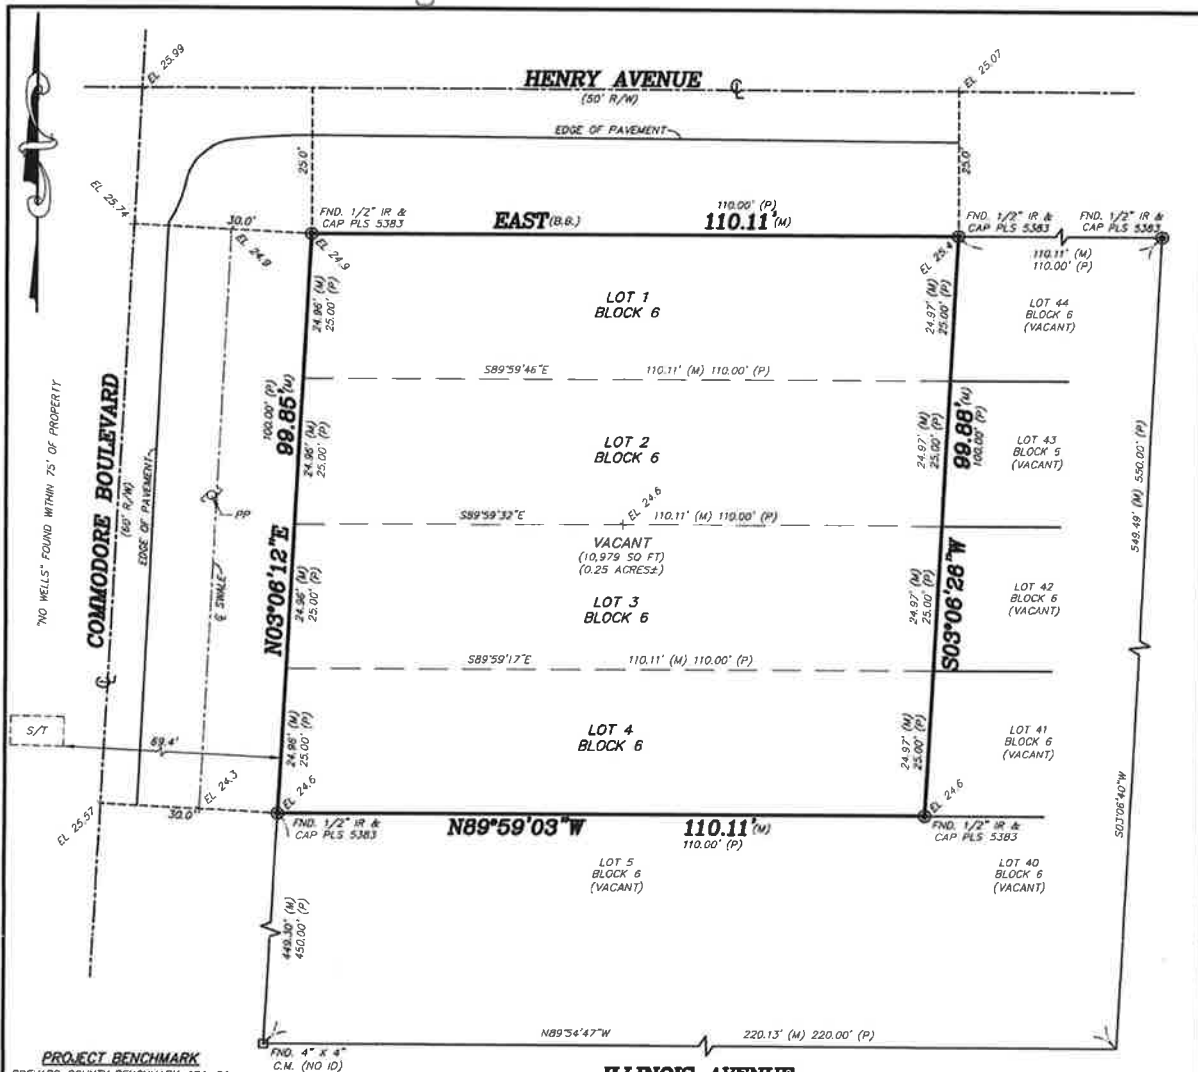 HENRY AVENUE
(50' R/W)
EL 25.99
EL 25.07
EDGE OF PAVEMENT
25.0'
25.0'
EL 25.74
30.0'
EL 24.9
FND. 1/2" IR &
CAP PLS 5383
EL 24.9
EAST (B.B.)
110.00' (P)
110.11' (M)
EL 25.4
FND. 1/2" IR &
CAP PLS 5383
FND. 1/2" IR &
CAP PLS 5383
110.11' (M)
110.00' (P)
24.96' (M)
25.00' (P)
LOT 1
BLOCK 6
24.97' (M)
25.00' (P)
LOT 44
BLOCK 6
(VACANT)
S89°59'46"E
110.11' (M) 110.00' (P)
"NO WELLS" FOUND WITHIN 75' OF PROPERTY
COMMODORE BOULEVARD
(60' R/W)
EDGE OF PAVEMENT
100.00' (P)
99.85' (M)
24.96' (M)
25.00' (P)
LOT 2
BLOCK 6
24.97' (M)
25.00' (P)
99.88' (M)
100.00' (P)
LOT 43
BLOCK 5
(VACANT)
549.49' (M) 550.00' (P)
PP
S89°59'32"E
EL 24.6
110.11' (M) 110.00' (P)
VACANT
(10,979 SQ FT)
(0.25 ACRES±)
N03°06'12"E
℄ SWALE
24.96' (M)
25.00' (P)
LOT 3
BLOCK 6
24.97' (M)
25.00' (P)
S03°06'26"W
LOT 42
BLOCK 6
(VACANT)
S89°59'17"E
110.11' (M) 110.00' (P)
S/T
69.4'
24.96' (M)
25.00' (P)
LOT 4
BLOCK 6
24.97' (M)
25.00' (P)
LOT 41
BLOCK 6
(VACANT)
S03°06'40"W
EL 25.57
30.0'
EL 24.3
EL 24.6
FND. 1/2" IR &
CAP PLS 5383
N89°59'03"W
110.11' (M)
110.00' (P)
EL 24.6
FND. 1/2" IR &
CAP PLS 5383
LOT 5
BLOCK 6
(VACANT)
LOT 40
BLOCK 6
(VACANT)
449.30' (M)
450.00' (P)
N89°54'47"W
220.13' (M) 220.00' (P)
FND. 4" X 4"
C.M. (NO ID)
PROJECT BENCHMARK
ILLINOIS AVENUE